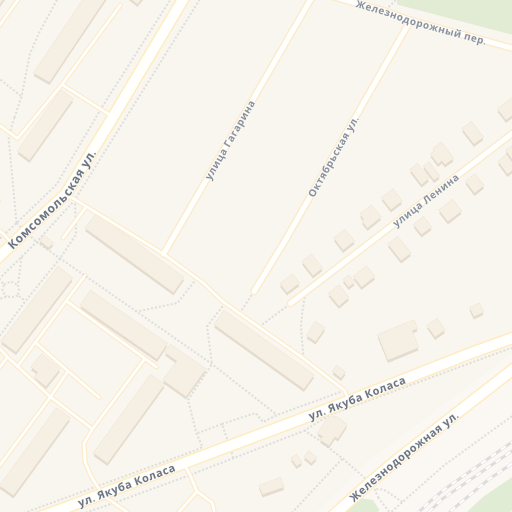 Железнодорожный пер.
улица Гагарина
Октябрьская ул.
Комсомольская ул.
улица Ленина
ул. Якуба Коласа
Железнодорожная ул.
ул. Якуба Коласа